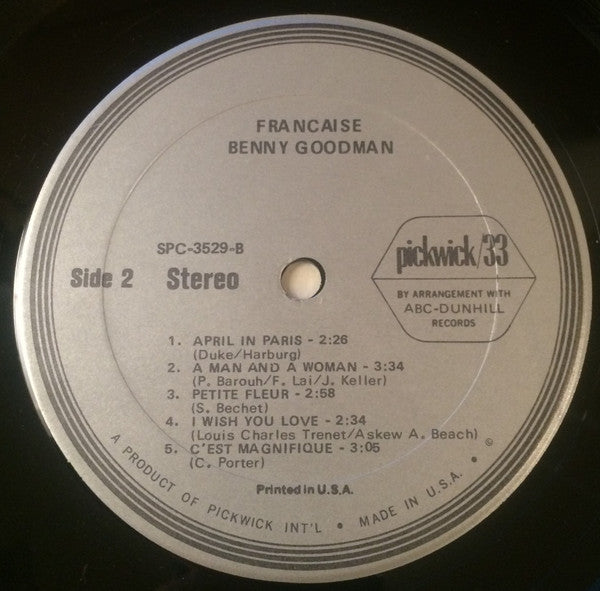 FRANCAISE
BENNY GOODMAN
SPC-3529-B
Side 2 Stereo
pickwick/33
BY ARRANGEMENT WITH
ABC-DUNHILL
RECORDS
1. APRIL IN PARIS - 2:26
(Duke/Harburg)
2. A MAN AND A WOMAN - 3:34
(P. Barouh/F. Lai/J. Keller)
3. PETITE FLEUR - 2:58
(S. Bechet)
4. I WISH YOU LOVE - 2:34
(Louis Charles Trenet/Askew A. Beach)
5. C'EST MAGNIFIQUE - 3:05
(C. Porter)
Printed in U.S.A.
A PRODUCT OF PICKWICK INT'L • MADE IN U.S.A. • ©